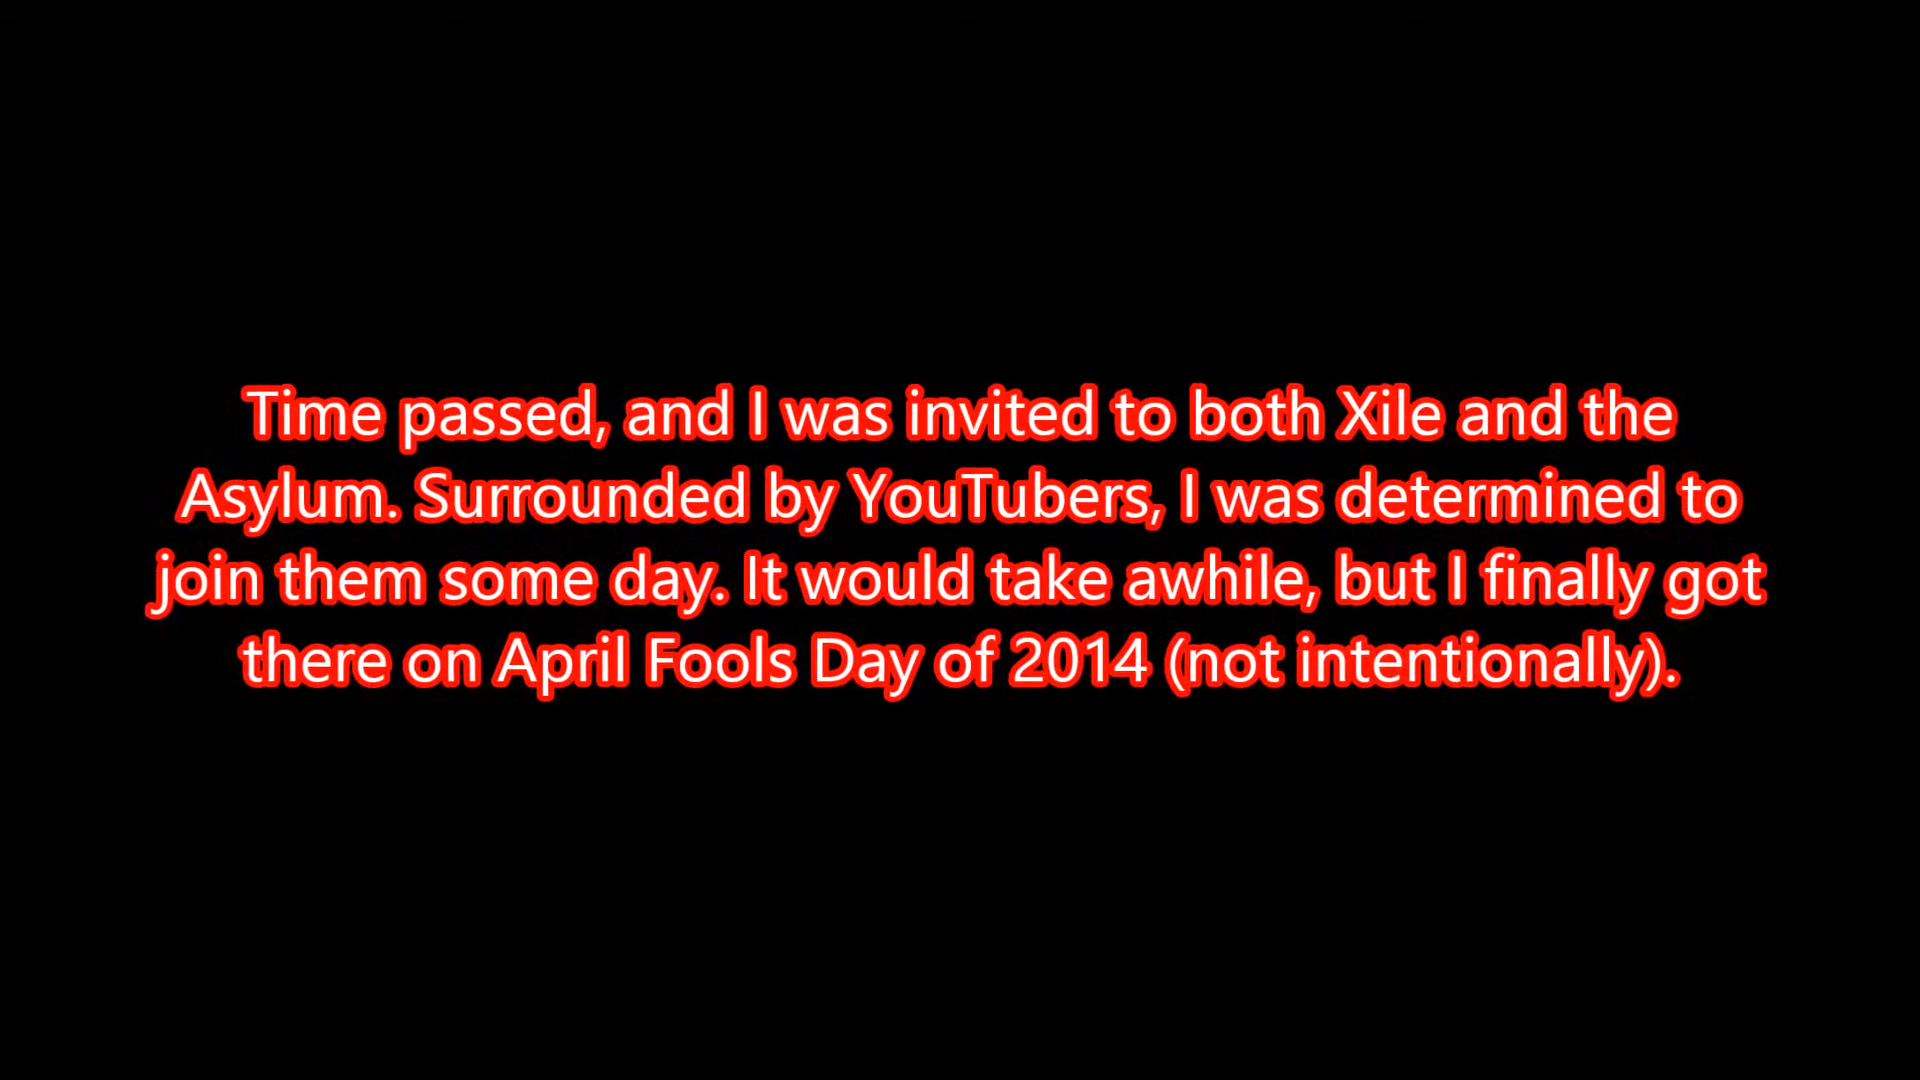 Time passed, and I was invited to both Xile and the
Asylum. Surrounded by YouTubers, I was determined to
join them some day. It would take awhile, but I finally got
there on April Fools Day of 2014 (not intentionally).